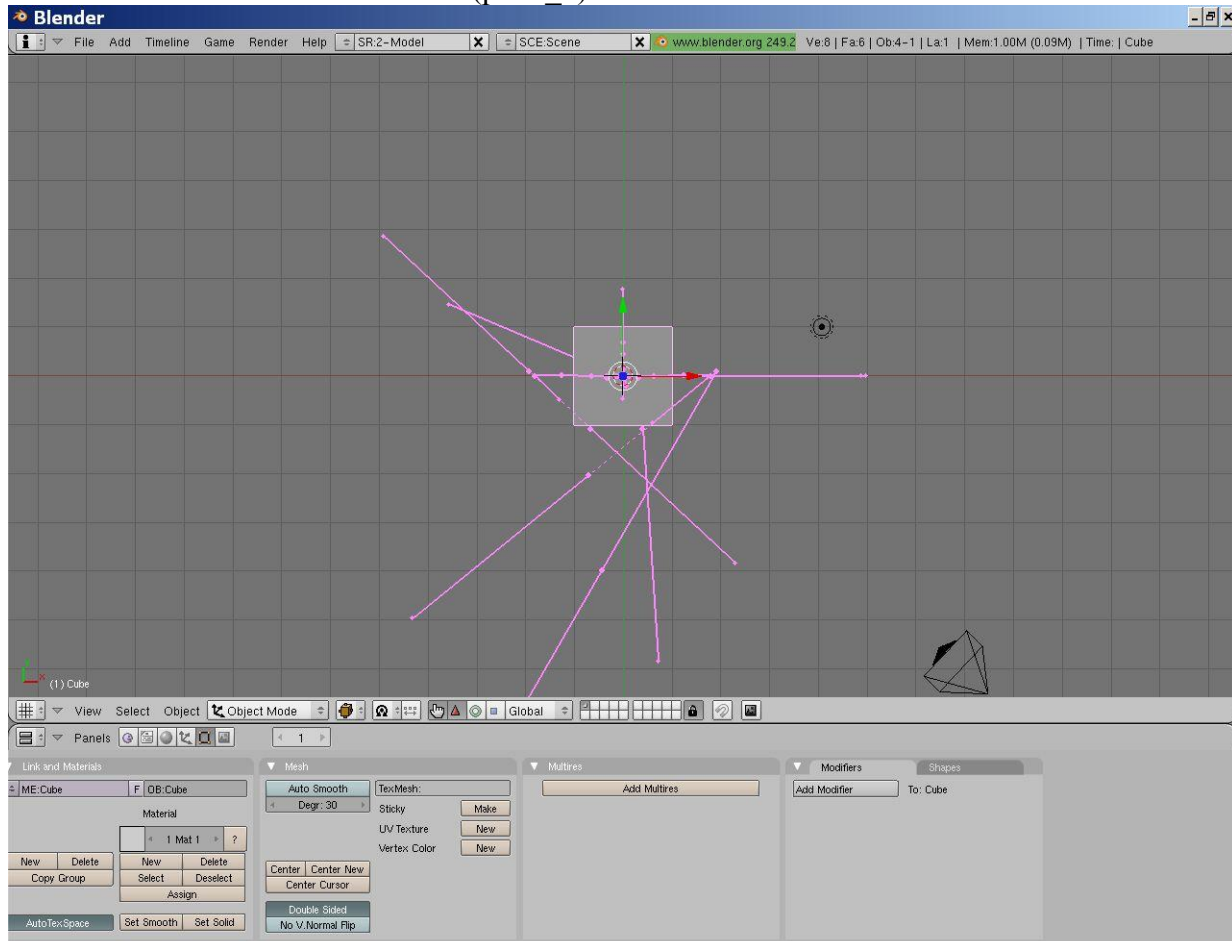 Blender
File Add Timeline Game Render Help SR:2-Model X SCE:Scene X www.blender.org 249.2 Ve:8 | Fa:6 | Ob:4-1 | La:1 | Mem:1.00M (0.09M) | Time: | Cube
x
(1) Cube
View Select Object Object Mode Global
Panels 1
Link and Materials Mesh Multires Modifiers Shapes
ME:Cube F OB:Cube Auto Smooth TexMesh: Add Multires Add Modifier To: Cube
Material Degr: 30 Sticky Make
1 Mat 1 ? UV Texture New
Vertex Color New
New Delete New Delete Center Center New
Copy Group Select Deselect Center Cursor
Assign
AutoTexSpace Set Smooth Set Solid Double Sided
No V.Normal Flip